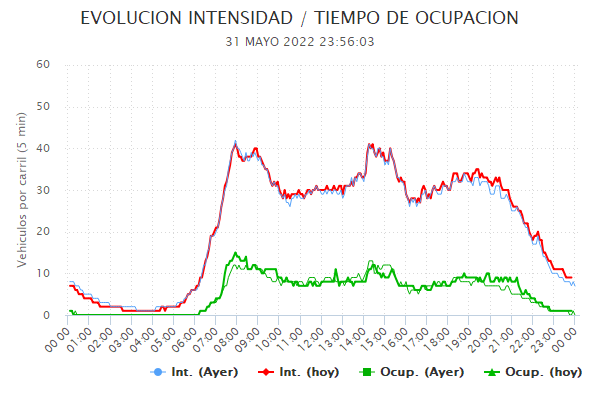 EVOLUCION INTENSIDAD / TIEMPO DE OCUPACION
31 MAYO 2022 23:56:03
Vehiculos por carril (5 min)
60
50
40
30
20
10
0
00:00 01:00 02:00 03:00 04:00 05:00 06:00 07:00 08:00 09:00 10:00 11:00 12:00 13:00 14:00 15:00 16:00 17:00 18:00 19:00 20:00 21:00 22:00 23:00 00:00
Int. (Ayer) Int. (hoy) Ocup. (Ayer) Ocup. (hoy)